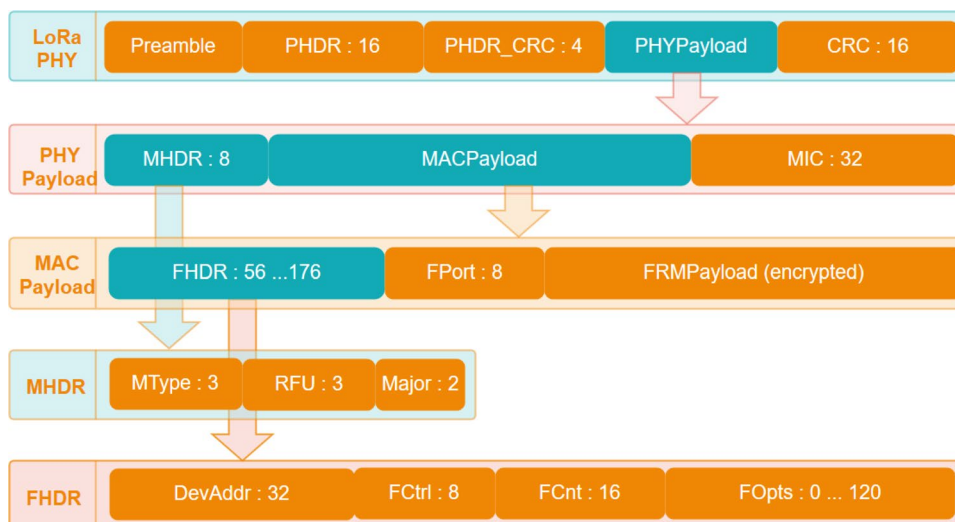 LoRa
PHY
Preamble
PHDR : 16
PHDR_CRC : 4
PHYPayload
CRC : 16
PHY
Payload
MHDR : 8
MACPayload
MIC : 32
MAC
Payload
FHDR : 56 ...176
FPort : 8
FRMPayload (encrypted)
MHDR
MType : 3
RFU : 3
Major : 2
FHDR
DevAddr : 32
FCtrl : 8
FCnt : 16
FOpts : 0 ... 120